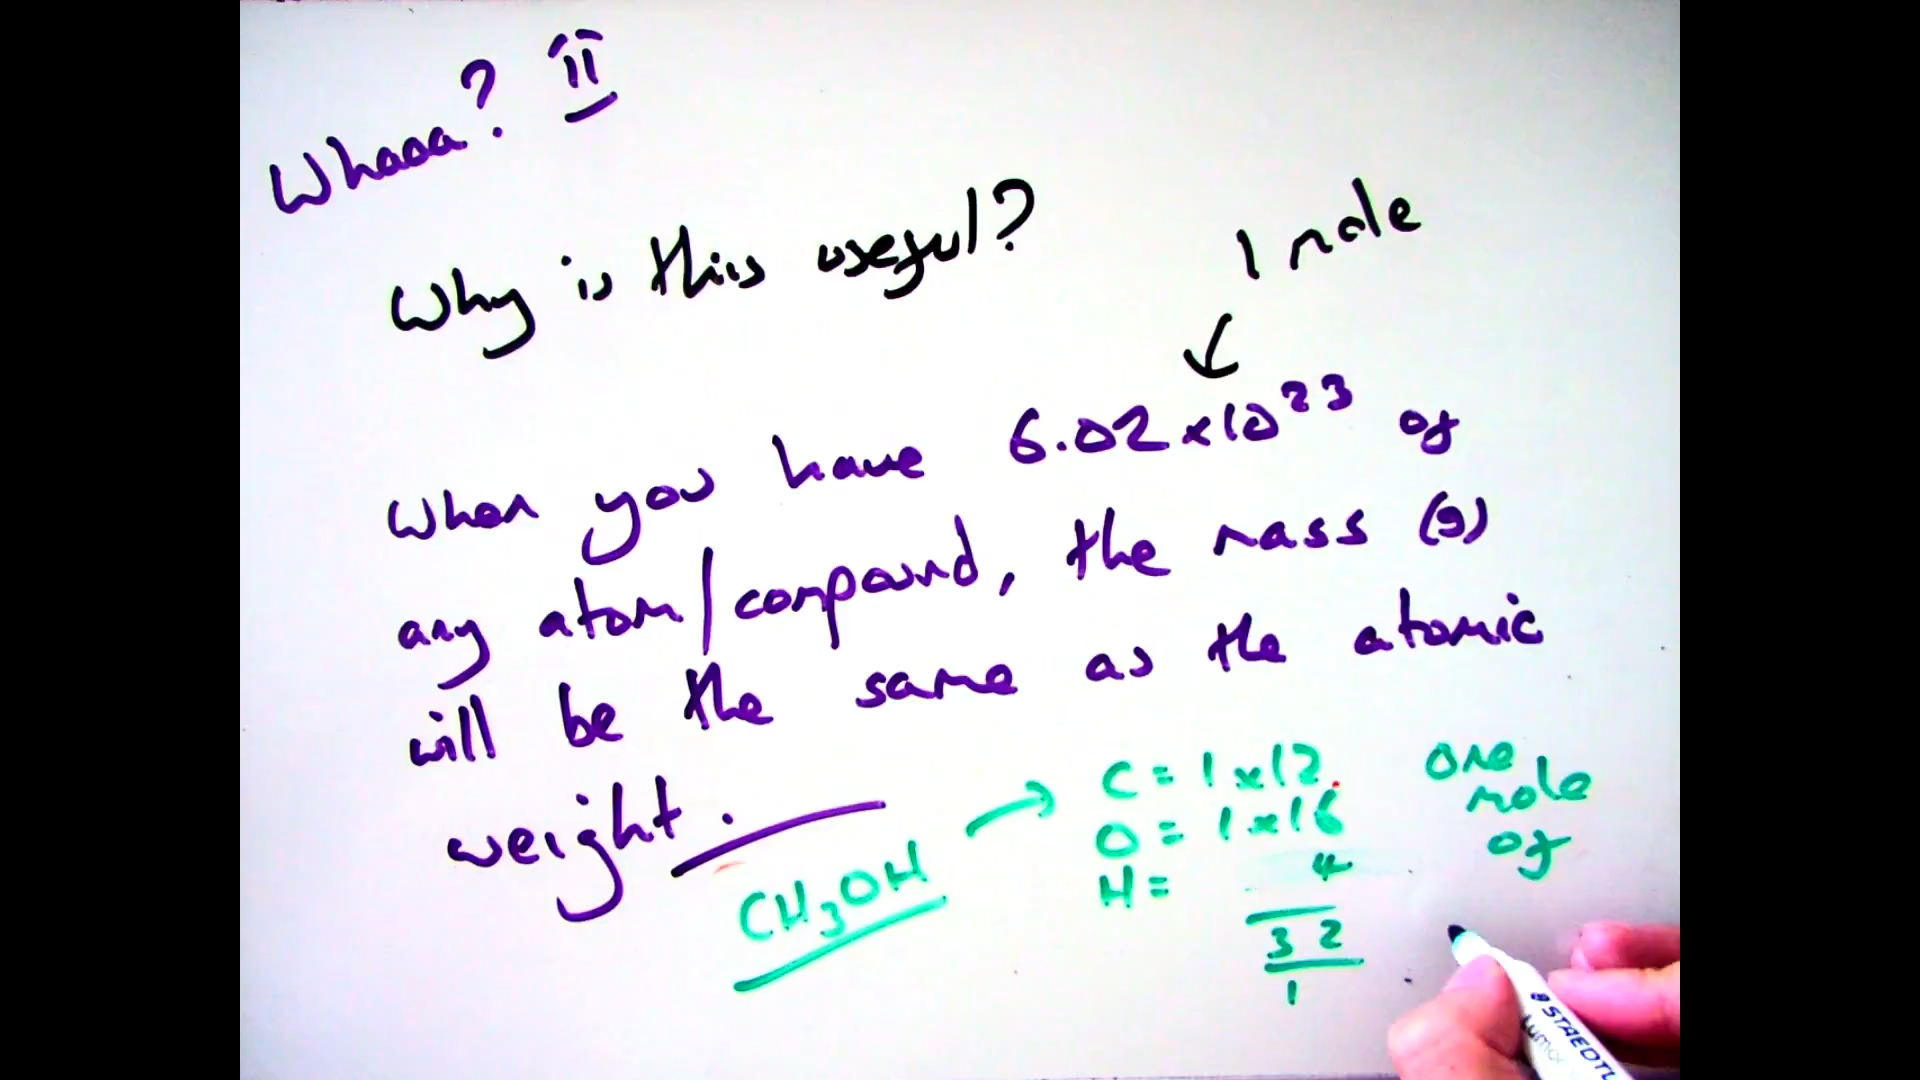 Whaaa? ii
Why is this useful?
1 mole
When you have 6.02 x 10²³ of
any atom/compound, the mass (g)
will be the same as the atomic
weight.
CH₃OH
C = 1 x 12
O = 1 x 16
H = 4
32
1
one
mole
of
STAEDTL